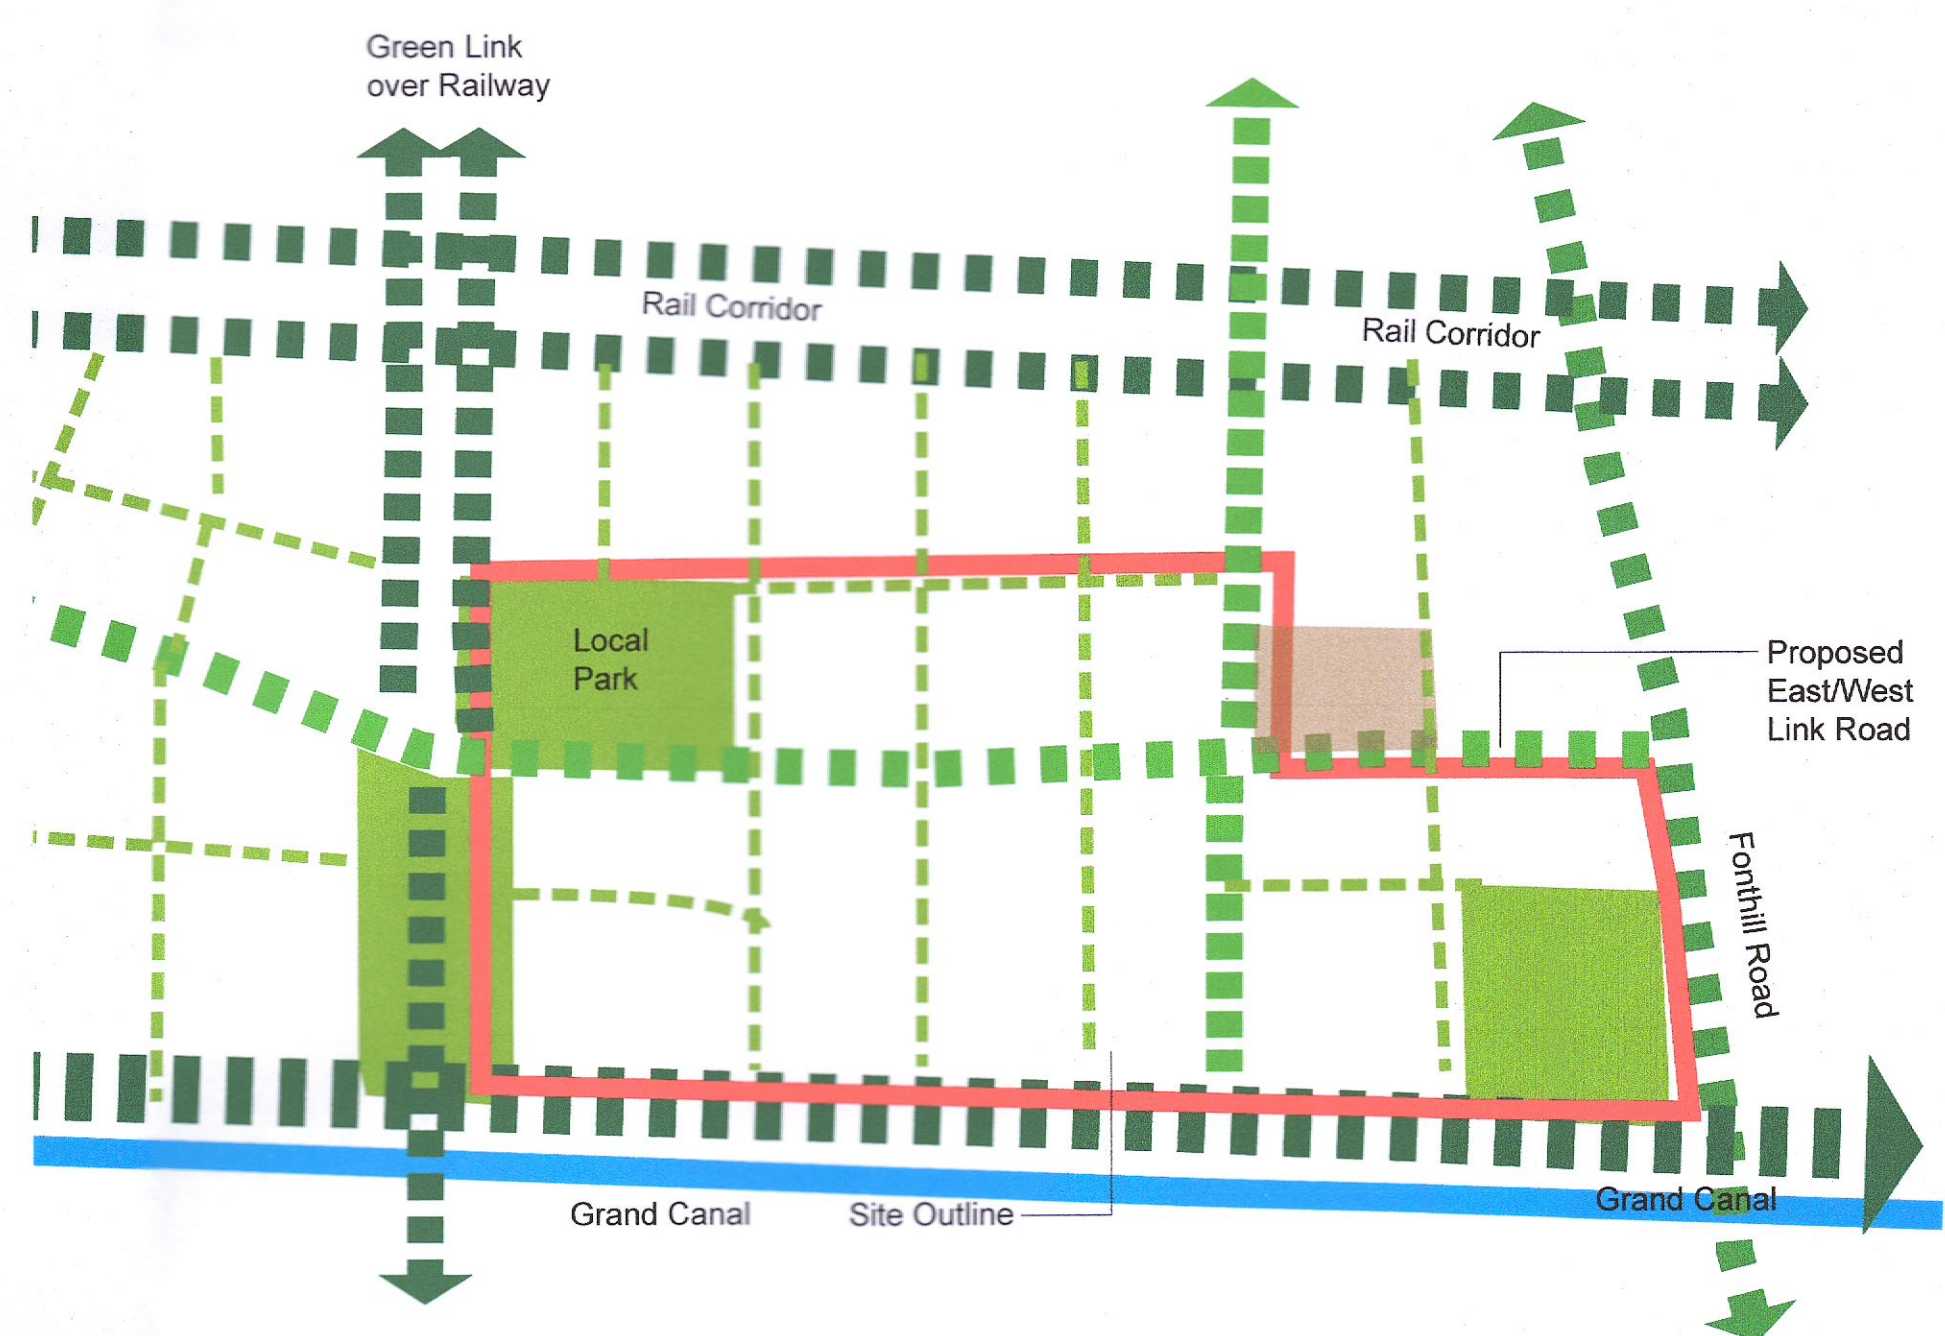 Green Link
over Railway
Rail Corridor
Rail Corridor
Local
Park
Proposed
East/West
Link Road
Fonthill Road
Grand Canal
Site Outline
Grand Canal